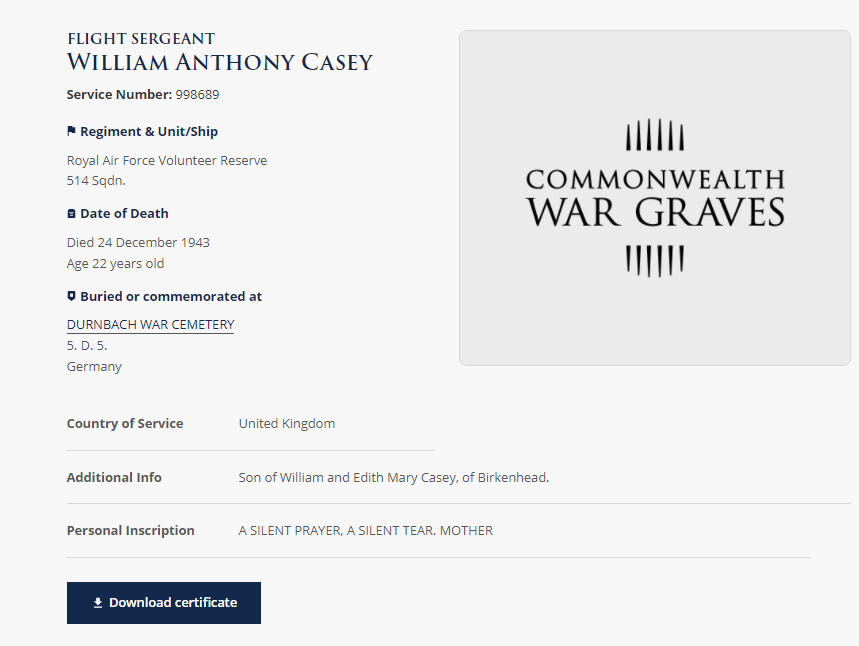 FLIGHT SERGEANT
WILLIAM ANTHONY CASEY
Service Number: 998689
Regiment & Unit/Ship
Royal Air Force Volunteer Reserve
514 Sqdn.
Date of Death
Died 24 December 1943
Age 22 years old
Buried or commemorated at
DURNBACH WAR CEMETERY
5. D. 5.
Germany
COMMONWEALTH
WAR GRAVES
Country of Service United Kingdom
Additional Info Son of William and Edith Mary Casey, of Birkenhead.
Personal Inscription A SILENT PRAYER, A SILENT TEAR. MOTHER
Download certificate